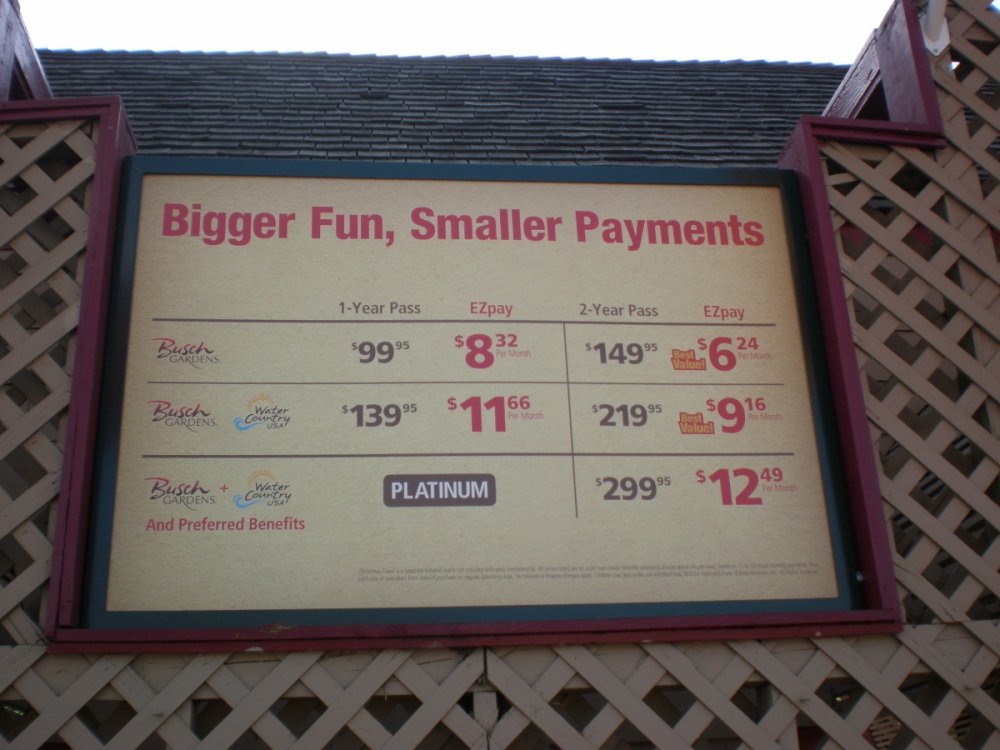 Bigger Fun, Smaller Payments
1-Year Pass EZpay 2-Year Pass EZpay
Busch GARDENS. $99.95 $8.32 Per Month $149.95 Best Value! $6.24 Per Month
Busch GARDENS. Water Country USA $139.95 $11.66 Per Month $219.95 Best Value! $9.16 Per Month
Busch GARDENS. + Water Country USA PLATINUM $299.95 $12.49 Per Month
And Preferred Benefits